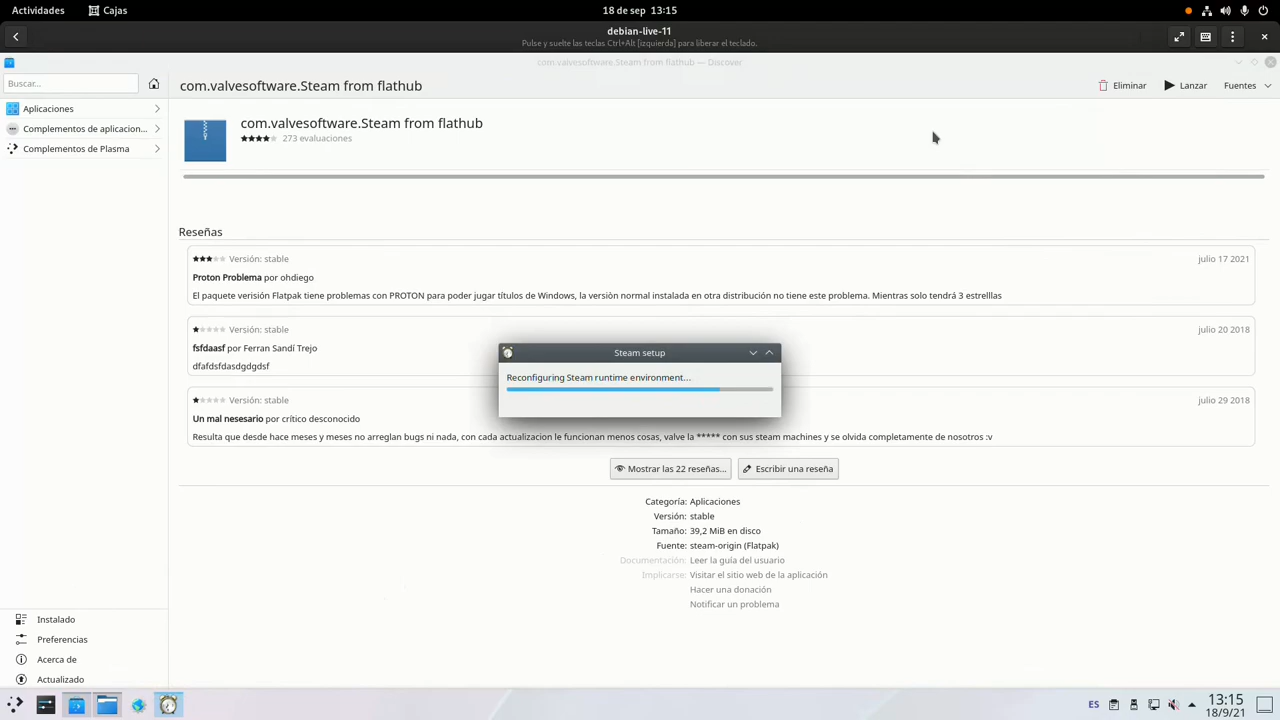 Actividades
Cajas
18 de sep 13:15
debian-live-11
Pulse y suelte las teclas Ctrl+Alt [izquierda] para liberar el teclado.
com.valvesoftware.Steam from flathub — Discover
Buscar...
com.valvesoftware.Steam from flathub
Eliminar
Lanzar
Fuentes
Aplicaciones
Complementos de aplicacion...
Complementos de Plasma
com.valvesoftware.Steam from flathub
273 evaluaciones
Reseñas
Versión: stable
julio 17 2021
Proton Problema por ohdiego
El paquete verisión Flatpak tiene problemas con PROTON para poder jugar títulos de Windows, la versiòn normal instalada en otra distribución no tiene este problema. Mientras solo tendrá 3 estrelllas
Versión: stable
julio 20 2018
fsfdaasf por Ferran Sandí Trejo
dfafdsfdasdgdgdsf
Steam setup
Reconfiguring Steam runtime environment...
Versión: stable
julio 29 2018
Un mal nesesario por crítico desconocido
Resulta que desde hace meses y meses no arreglan bugs ni nada, con cada actualizacion le funcionan menos cosas, valve la ***** con sus steam machines y se olvida completamente de nosotros :v
Mostrar las 22 reseñas...
Escribir una reseña
Categoría: Aplicaciones
Versión: stable
Tamaño: 39,2 MiB en disco
Fuente: steam-origin (Flatpak)
Documentación: Leer la guía del usuario
Implicarse: Visitar el sitio web de la aplicación
Hacer una donación
Notificar un problema
Instalado
Preferencias
Acerca de
Actualizado
ES
13:15
18/9/21